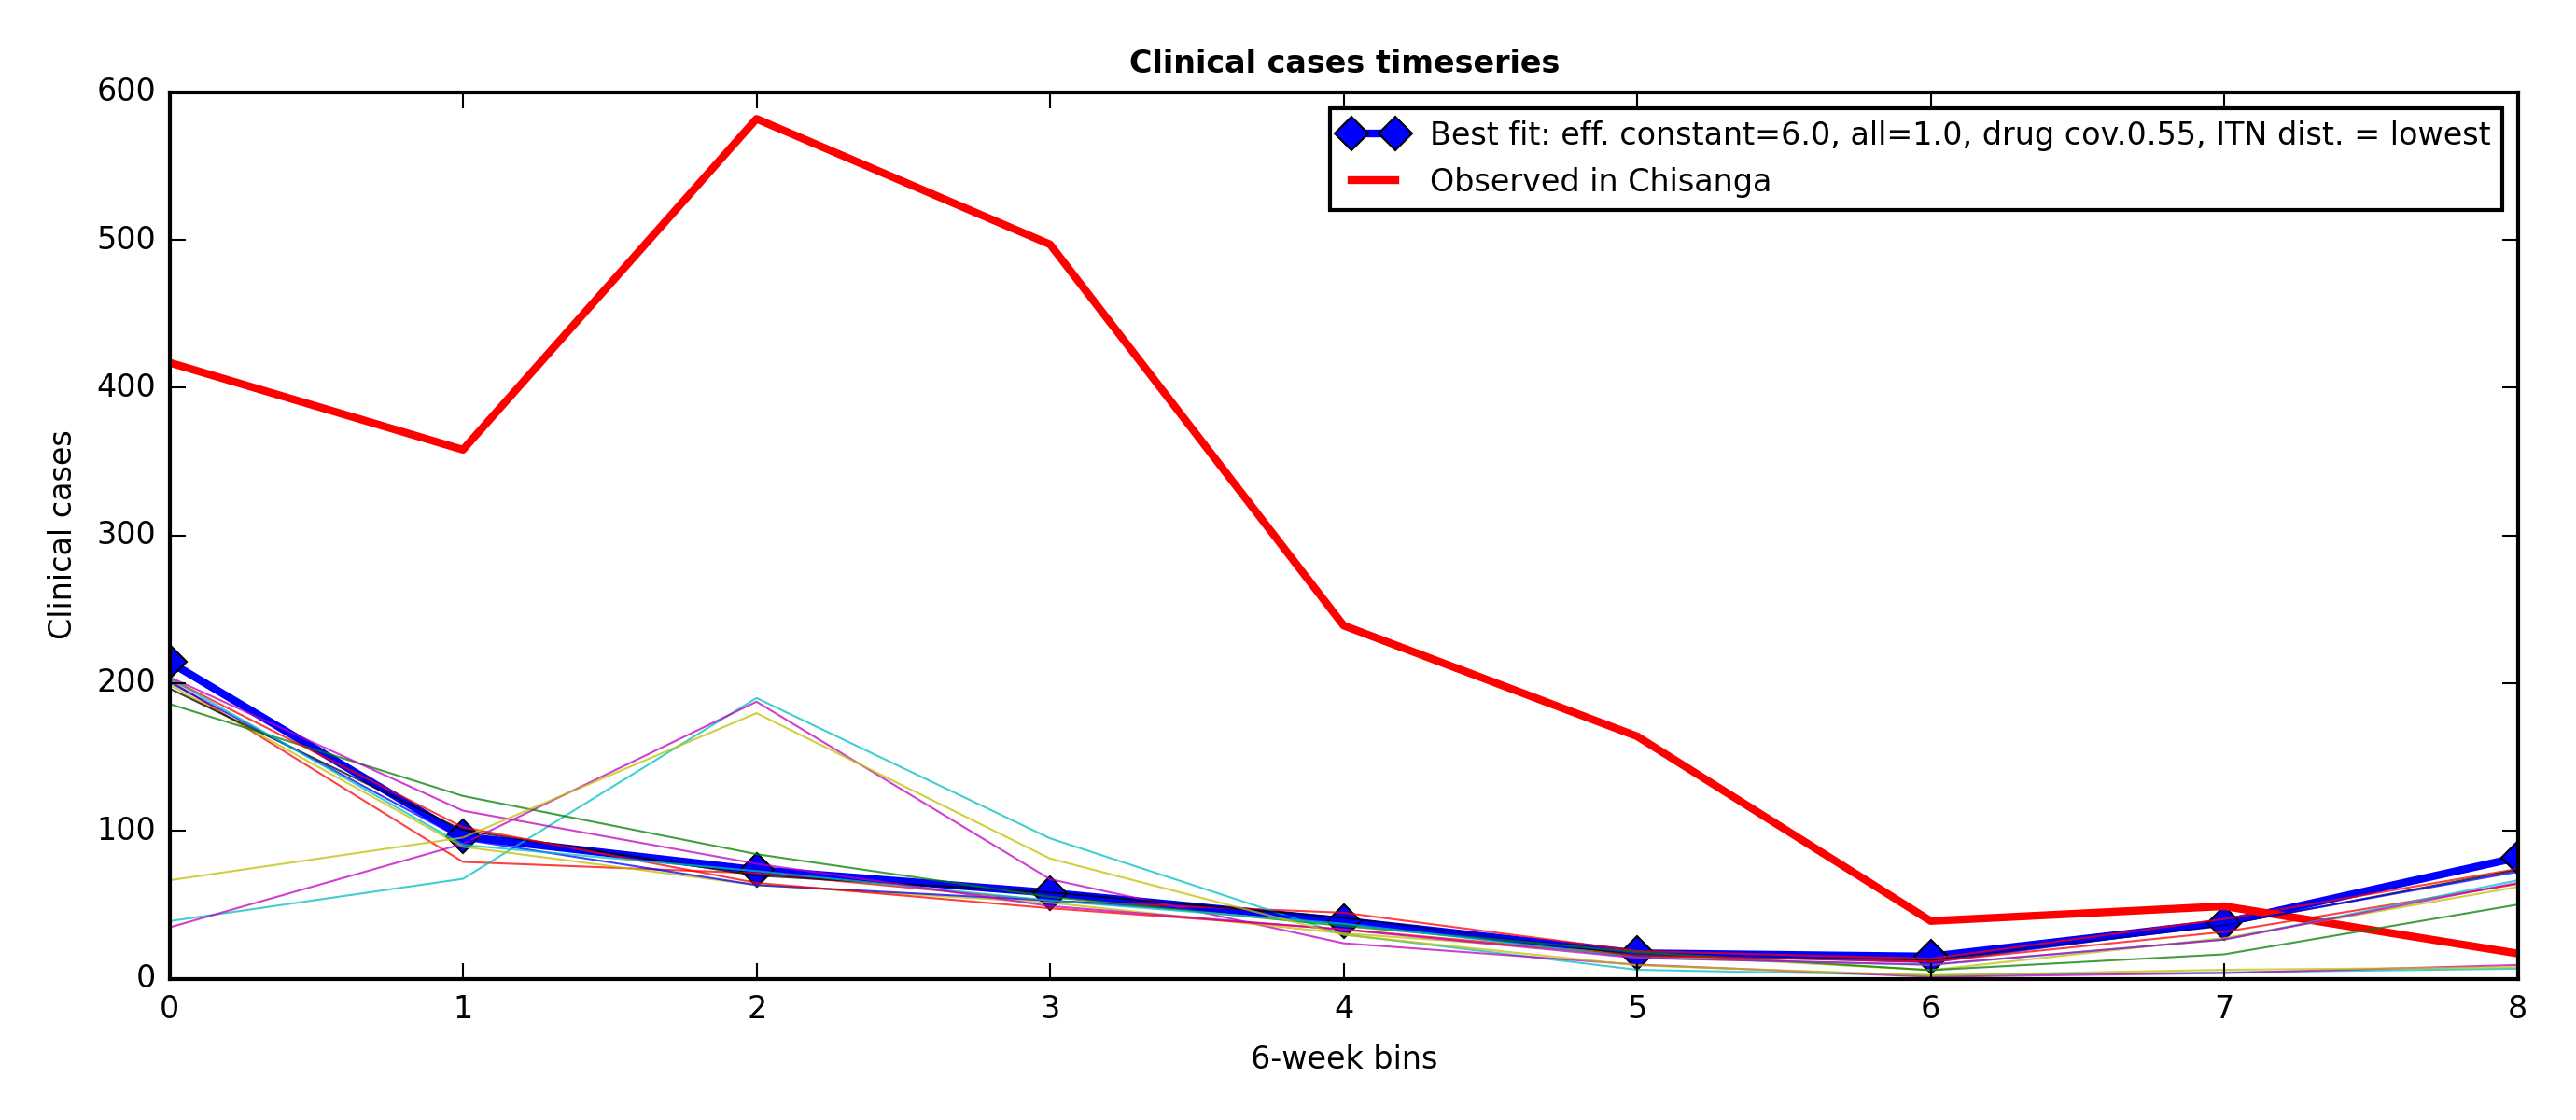 Clinical cases timeseries
600
500
400
300
200
100
0
Clinical cases
Best fit: eff. constant=6.0, all=1.0, drug cov.0.55, ITN dist. = lowest
Observed in Chisanga
0 1 2 3 4 5 6 7 8
6-week bins